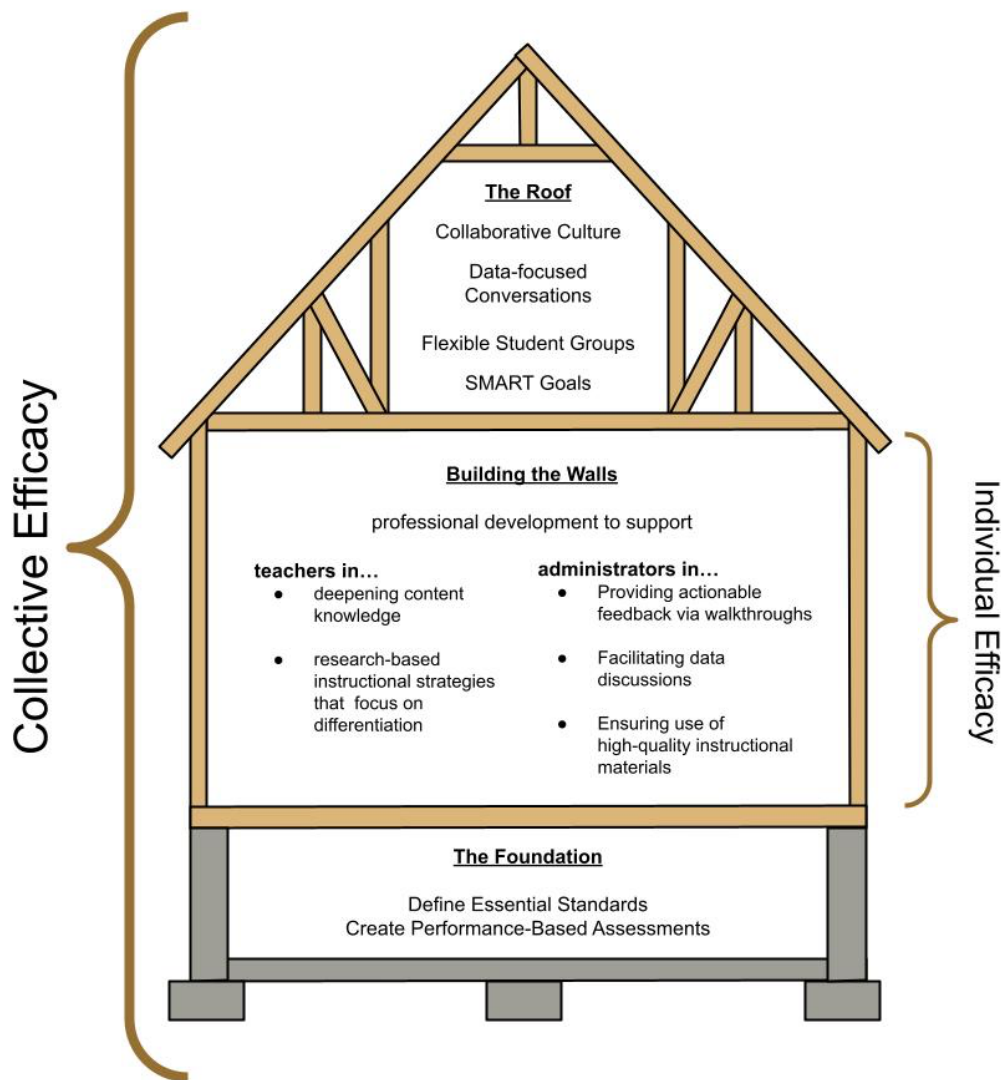 Collective Efficacy
The Roof
Collaborative Culture
Data-focused
Conversations
Flexible Student Groups
SMART Goals
Building the Walls
professional development to support
teachers in...
● deepening content
knowledge
● research-based
instructional strategies
that focus on
differentiation
administrators in...
● Providing actionable
feedback via walkthroughs
● Facilitating data
discussions
● Ensuring use of
high-quality instructional
materials
Individual Efficacy
The Foundation
Define Essential Standards
Create Performance-Based Assessments